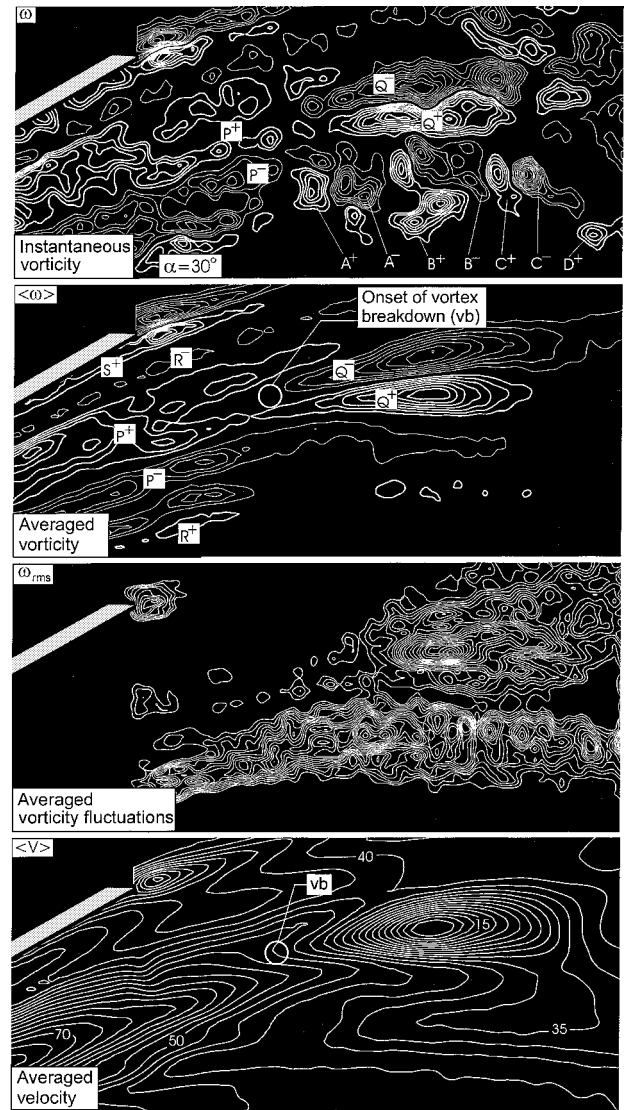 ω
Q⁻
Q⁺
P⁺
P⁻
A⁺ A⁻ B⁺ B⁻ C⁺ C⁻ D⁺
Instantaneous
vorticity
α=30°
<ω>
Onset of vortex
breakdown (vb)
S⁺
R⁻
Q⁻
Q⁺
P⁺
P⁻
R⁺
Averaged
vorticity
ωrms
Averaged
vorticity fluctuations
<V>
40
vb
15
70
50
35
Averaged
velocity